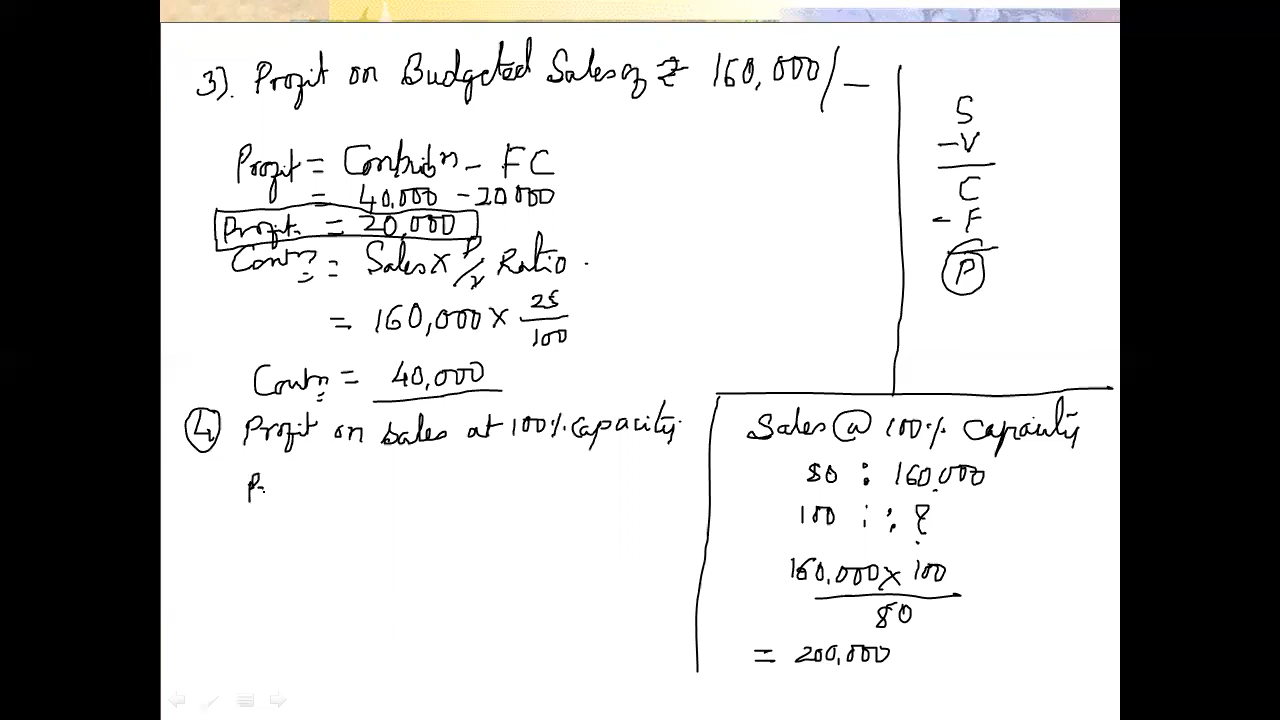 3). Profit on Budgeted Sales of ₹ 160,000/-
Profit = Contribn - FC
= 40,000 - 20000
Profit = 20,000
Contn = Sales x P/V Ratio.
= 160,000 x 25/100
Contn = 40,000
S
- V
C
- F
P
4) Profit on sales at 100% capacity.
P
Sales @ 100% Capacity
80 : 160,000
100 : : ?
160,000 x 100
80
= 200,000